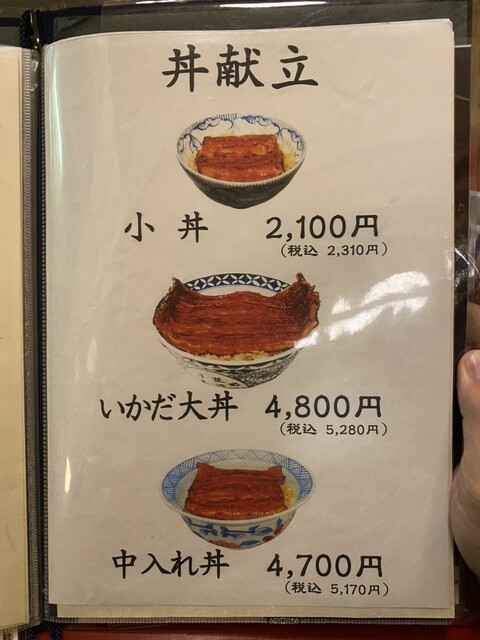 丼献立
小丼 2,100円
(税込 2,310円)
いかだ大丼 4,800円
(税込 5,280円)
中入れ丼 4,700円
(税込 5,170円)